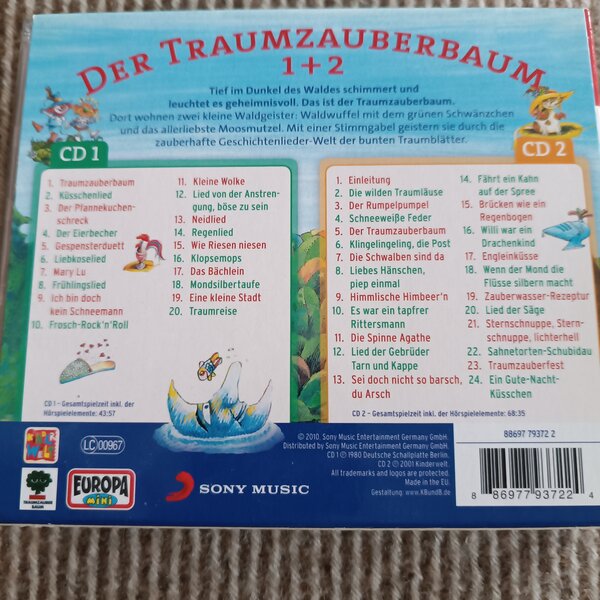 DER TRAUMZAUBERBAUM
1+2
Tief im Dunkel des Waldes schimmert und
leuchtet es geheimnisvoll. Das ist der Traumzauberbaum.
Dort wohnen zwei kleine Waldgeister: Waldwuffel mit dem grünen Schwänzchen
und das allerliebste Moosmutzel. Mit einer Stimmgabel geistern sie durch die
zauberhafte Geschichtenlieder-Welt der bunten Traumblätter.
CD 1
1. Traumzauberbaum
2. Küsschenlied
3. Der Pfannekuchen-
schreck
4. Der Eierbecher
5. Gespensterduett
6. Liebkoselied
7. Mary Lu
8. Frühlingslied
9. Ich bin doch
kein Schneemann
10. Frosch-Rock'n'Roll
11. Kleine Wolke
12. Lied von der Anstren-
gung, böse zu sein
13. Neidlied
14. Regenlied
15. Wie Riesen niesen
16. Klopsemops
17. Das Bächlein
18. Mondsilbertaufe
19. Eine kleine Stadt
20. Traumreise
CD 1 – Gesamtspielzeit inkl. der
Hörspielelemente: 43:57
CD 2
1. Einleitung
2. Die wilden Traumläuse
3. Der Rumpelpumpel
4. Schneeweiße Feder
5. Der Traumzauberbaum
6. Klingelingeling, die Post
7. Die Schwalben sind da
8. Liebes Hänschen,
piep einmal
9. Himmlische Himbeer'n
10. Es war ein tapfrer
Rittersmann
11. Die Spinne Agathe
12. Lied der Gebrüder
Tarn und Kappe
13. Sei doch nicht so barsch,
du Arsch
14. Fährt ein Kahn
auf der Spree
15. Brücken wie ein
Regenbogen
16. Willi war ein
Drachenkind
17. Engleinküsse
18. Wenn der Mond die
Flüsse silbern macht
19. Zauberwasser-Rezeptur
20. Lied der Säge
21. Sternschnuppe, Stern-
schnuppe, lichterhell
22. Sahnetorten-Schubidau
23. Traumzauberfest
24. Ein Gute-Nacht-
Küsschen
CD 2 – Gesamtspielzeit inkl. der Hörspielelemente: 68:35
LC 00967
TRAUMZAUBER
BAUM
EUROPA
mini
SONY MUSIC
℗ 2010. Sony Music Entertainment Germany GmbH.
Distributed by Sony Music Entertainment Germany GmbH.
CD 1 ℗ 1980 Deutsche Schallplatte Berlin.
CD 2 ℗ 2001 Kinderwelt.
All trademarks and logos are protected.
Made in the EU.
Gestaltung: www.KBundB.de
88697 79372 2
8 86977 93722 4